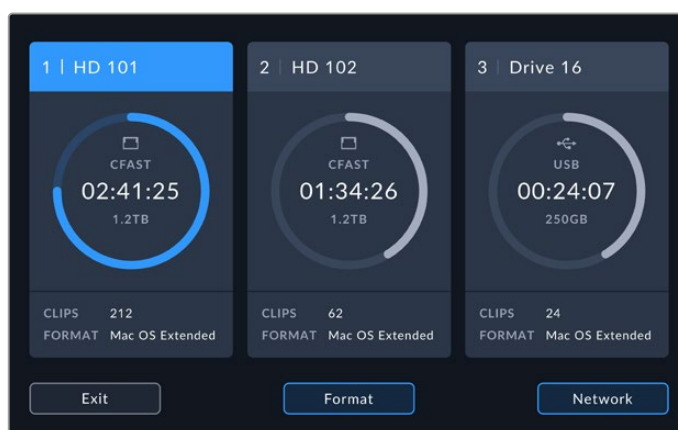 1 | HD 101
CFAST
02:41:25
1.2TB
CLIPS 212
FORMAT Mac OS Extended
2 | HD 102
CFAST
01:34:26
1.2TB
CLIPS 62
FORMAT Mac OS Extended
3 | Drive 16
USB
00:24:07
250GB
CLIPS 24
FORMAT Mac OS Extended
Exit
Format
Network